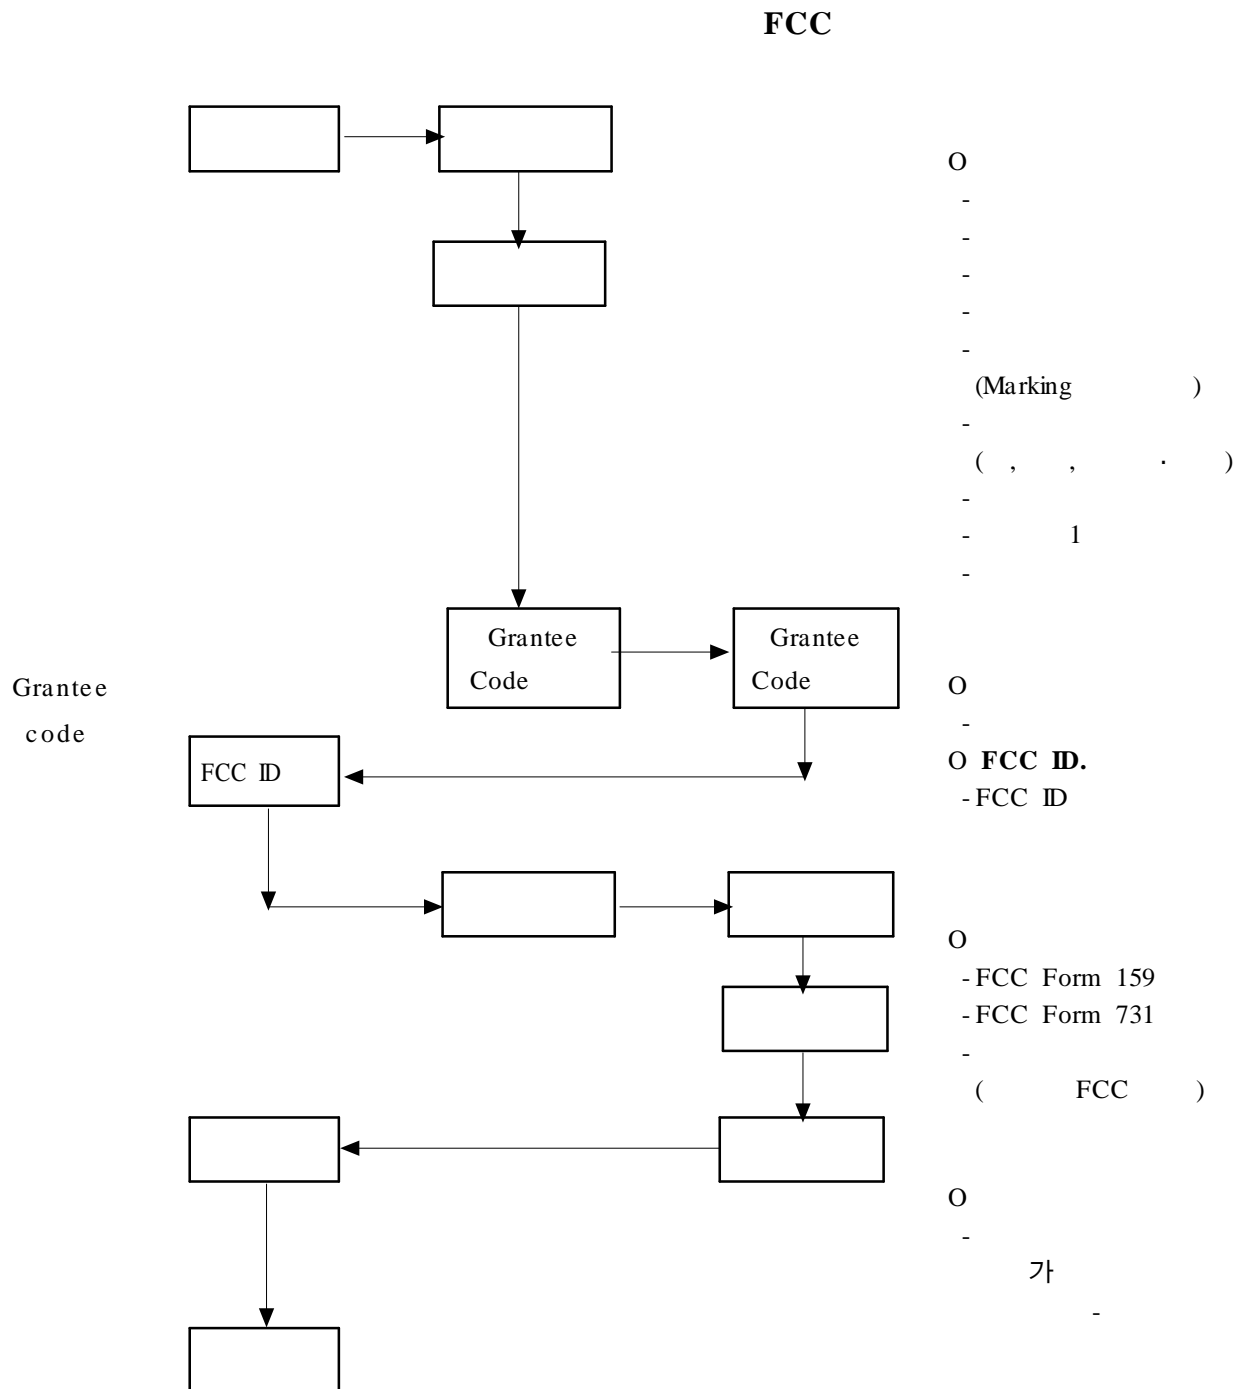 FCC
O
-
-
-
-
-
(Marking )
-
( , , · )
-
- 1
-
Grantee
Code
Grantee
Code
Grantee
code
O
-
FCC ID
O FCC ID.
- FCC ID
O
- FCC Form 159
- FCC Form 731
-
( FCC )
O
-
가
-